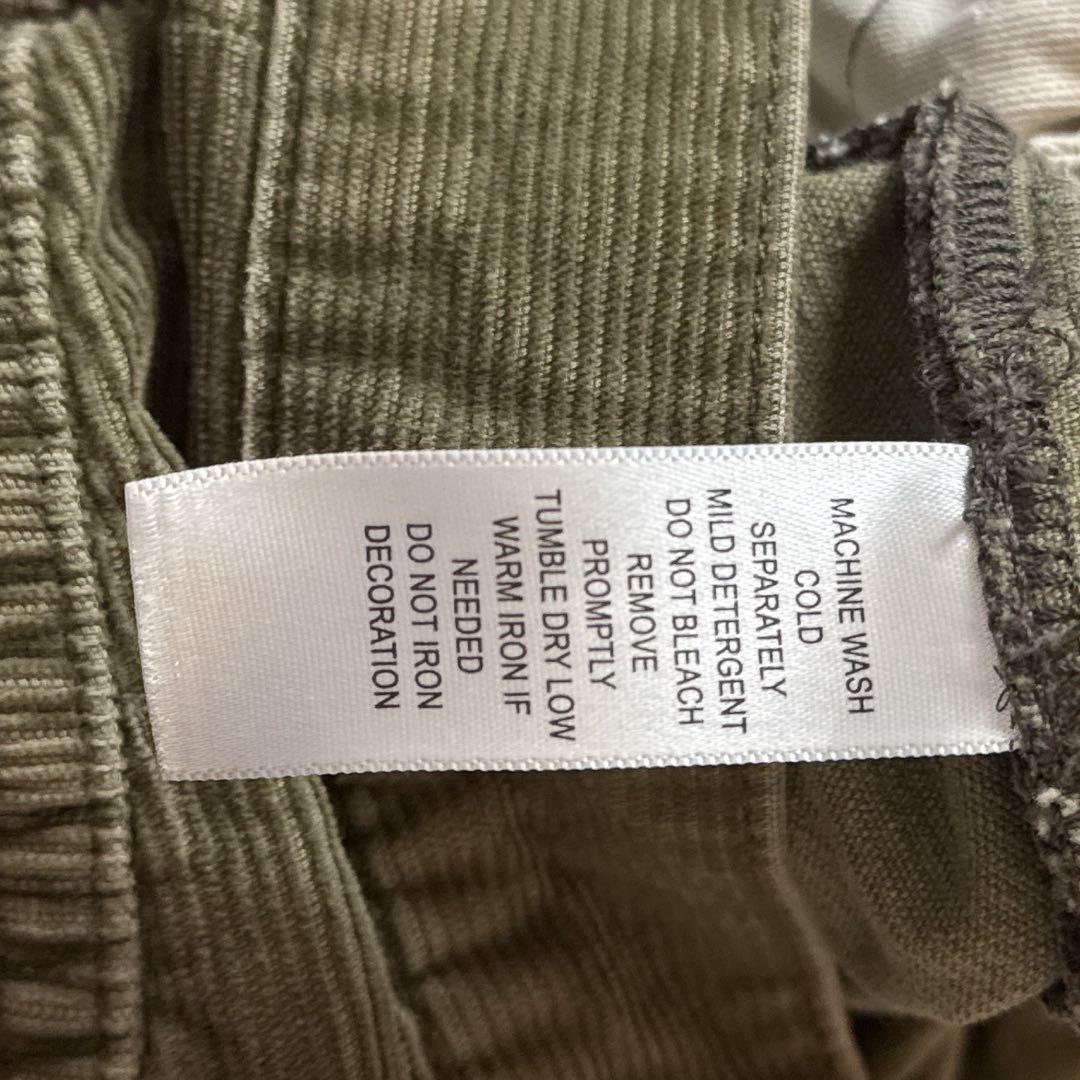 MACHINE WASH
COLD
SEPARATELY
MILD DETERGENT
DO NOT BLEACH
REMOVE
PROMPTLY
TUMBLE DRY LOW
WARM IRON IF
NEEDED
DO NOT IRON
DECORATION